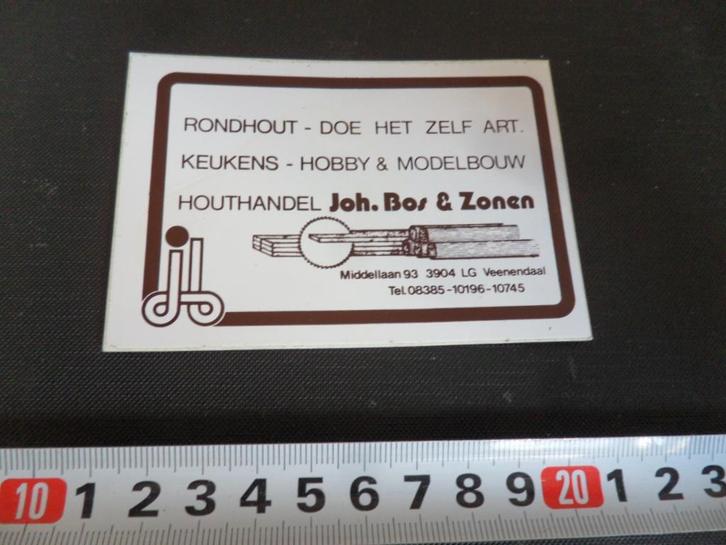 RONDHOUT - DOE HET ZELF ART.
KEUKENS - HOBBY & MODELBOUW
HOUTHANDEL Joh. Bos & Zonen
jb
Middellaan 93 3904 LG Veenendaal
Tel. 08385-10196-10745
10 1 2 3 4 5 6 7 8 9 20 1 2 3